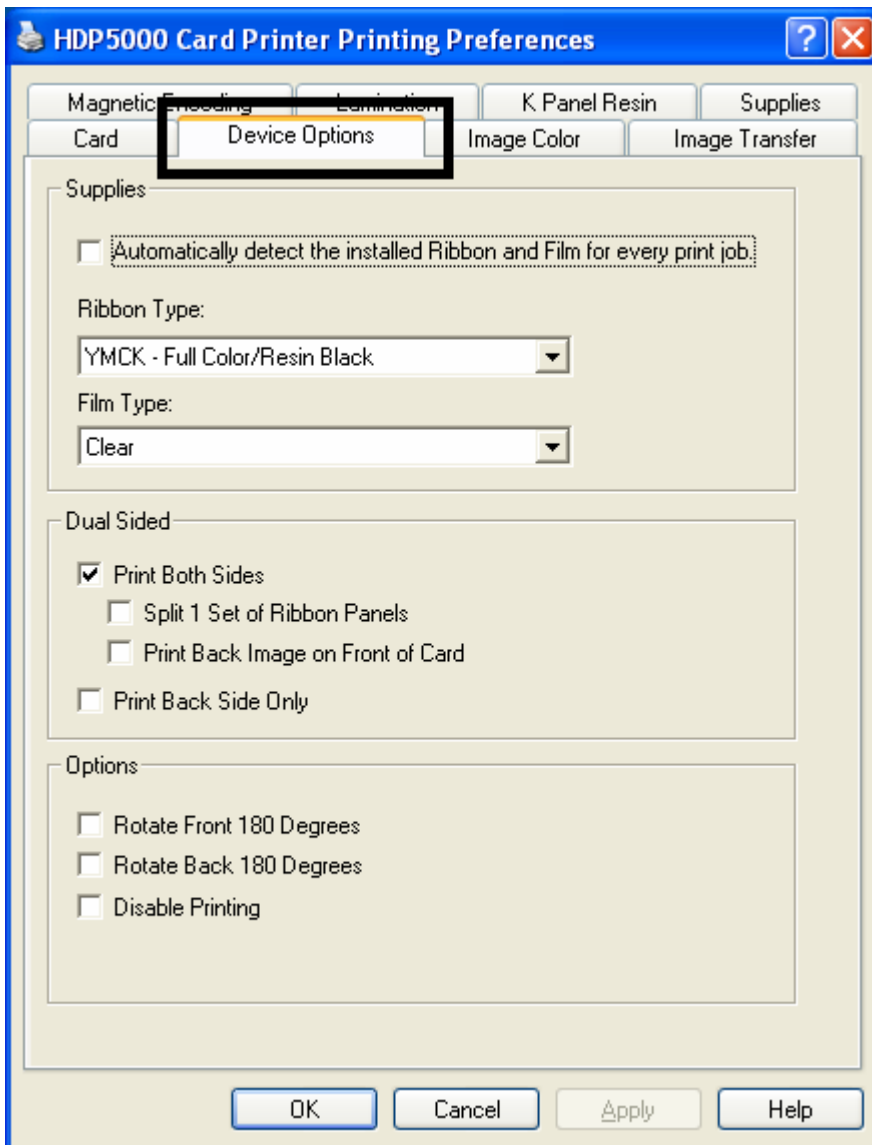 HDP5000 Card Printer Printing Preferences
Magnetic Encoding Lamination K Panel Resin Supplies
Card Device Options Image Color Image Transfer
Supplies
Automatically detect the installed Ribbon and Film for every print job.
Ribbon Type:
YMCK - Full Color/Resin Black
Film Type:
Clear
Dual Sided
Print Both Sides
Split 1 Set of Ribbon Panels
Print Back Image on Front of Card
Print Back Side Only
Options
Rotate Front 180 Degrees
Rotate Back 180 Degrees
Disable Printing
OK Cancel Apply Help